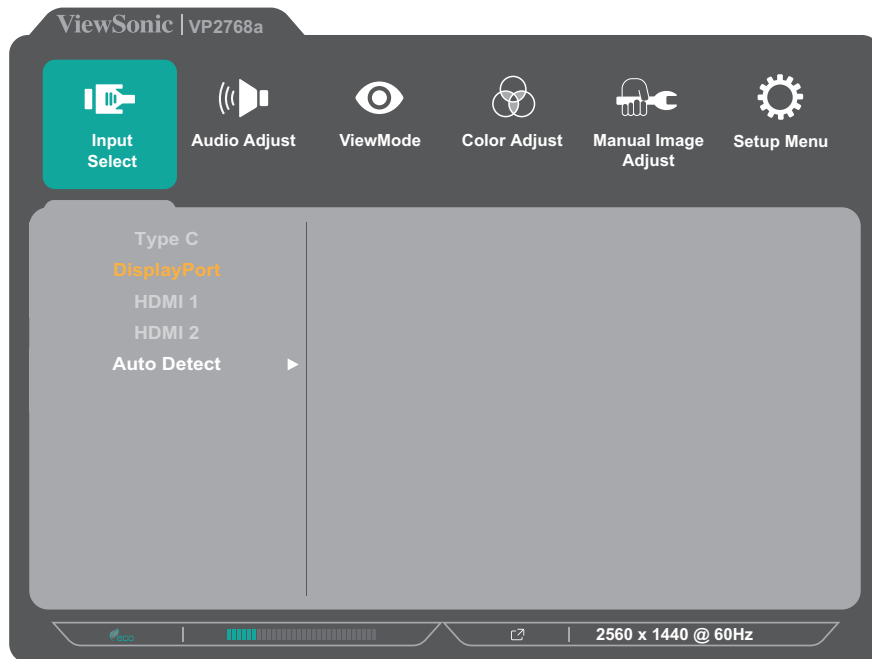 ViewSonic | VP2768a
Input
Select
Audio Adjust
ViewMode
Color Adjust
Manual Image
Adjust
Setup Menu
Type C
DisplayPort
HDMI 1
HDMI 2
Auto Detect
eco
2560 x 1440 @ 60Hz